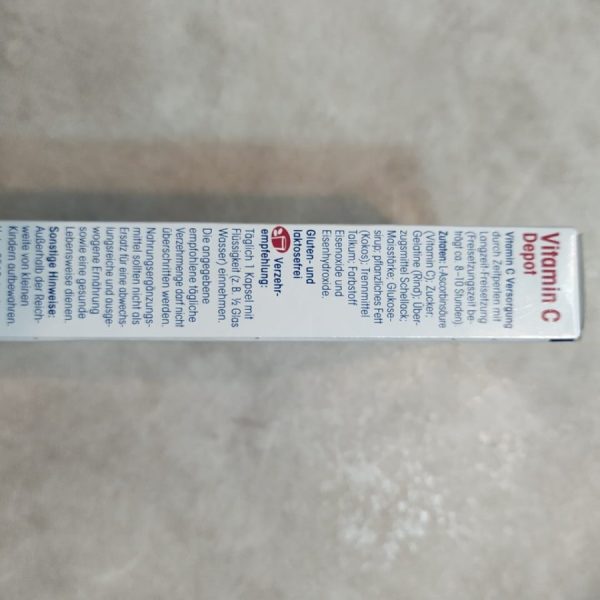 Vitamin C
Depot
Vitamin C Versorgung
durch Zeitperlen mit
Langzeit-Freisetzung
(Freisetzungszeit be-
trägt ca. 8–10 Stunden).
Zutaten: L-Ascorbinsäure
(Vitamin C); Zucker;
Gelatine (Rind); Über-
zugsmittel Schellack;
Maisstärke; Glukose-
sirup; pflanzliches Fett
(Kokos); Trennmittel
Talkum; Farbstoff
Eisenoxide und
Eisenhydroxide.
Gluten- und
laktosefrei
Verzehr-
empfehlung:
Täglich 1 Kapsel mit
Flüssigkeit (z. B. ½ Glas
Wasser) einnehmen.
Die angegebene
empfohlene tägliche
Verzehrmenge darf nicht
überschritten werden.
Nahrungsergänzungs-
mittel sollten nicht als
Ersatz für eine abwechs-
lungsreiche und ausge-
wogene Ernährung
sowie eine gesunde
Lebensweise dienen.
Sonstige Hinweise:
Außerhalb der Reich-
weite von kleinen
Kindern aufbewahren.